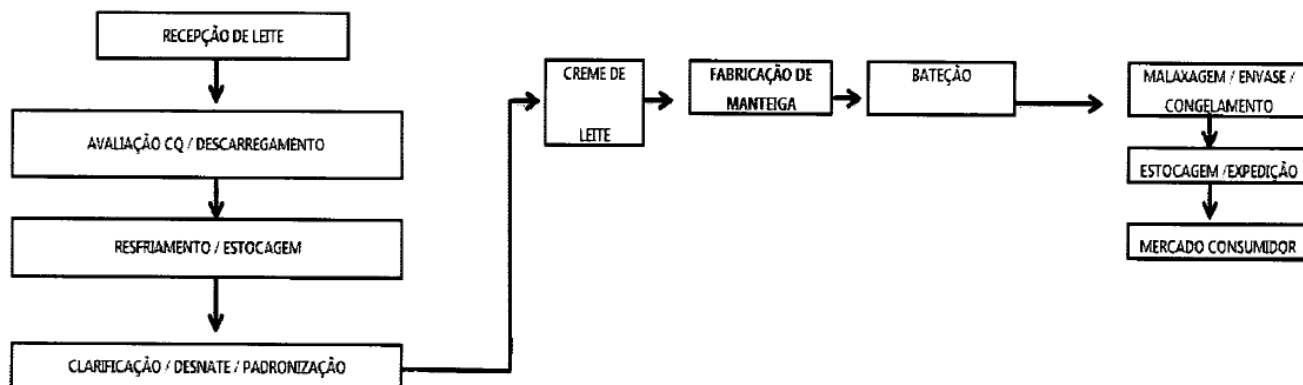 RECEPÇÃO DE LEITE
AVALIAÇÃO CQ / DESCARREGAMENTO
RESFRIAMENTO / ESTOCAGEM
CLARIFICAÇÃO / DESNATE / PADRONIZAÇÃO
CREME DE
LEITE
FABRICAÇÃO DE
MANTEIGA
BATEÇÃO
MALAXAGEM / ENVASE /
CONGELAMENTO
ESTOCAGEM /EXPEDIÇÃO
MERCADO CONSUMIDOR